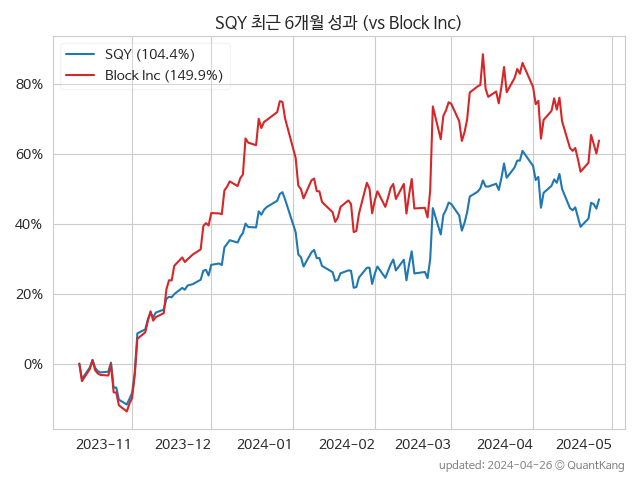 SQY 최근 6개월 성과 (vs Block Inc)
SQY (104.4%)
Block Inc (149.9%)
80%
60%
40%
20%
0%
2023-11 2023-12 2024-01 2024-02 2024-03 2024-04 2024-05
updated: 2024-04-26 © QuantKang